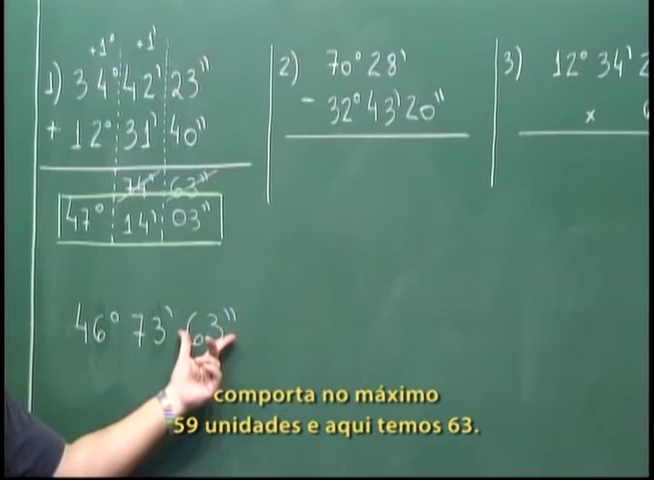 +1° +1'
1) 34° 42' 23"
+ 12° 31' 40"
74' 63"
47° 14' 03"
46° 73' 63"
2) 70° 28'
- 32° 43' 20"
3) 12° 34' 2
x
comporta no máximo
59 unidades e aqui temos 63.